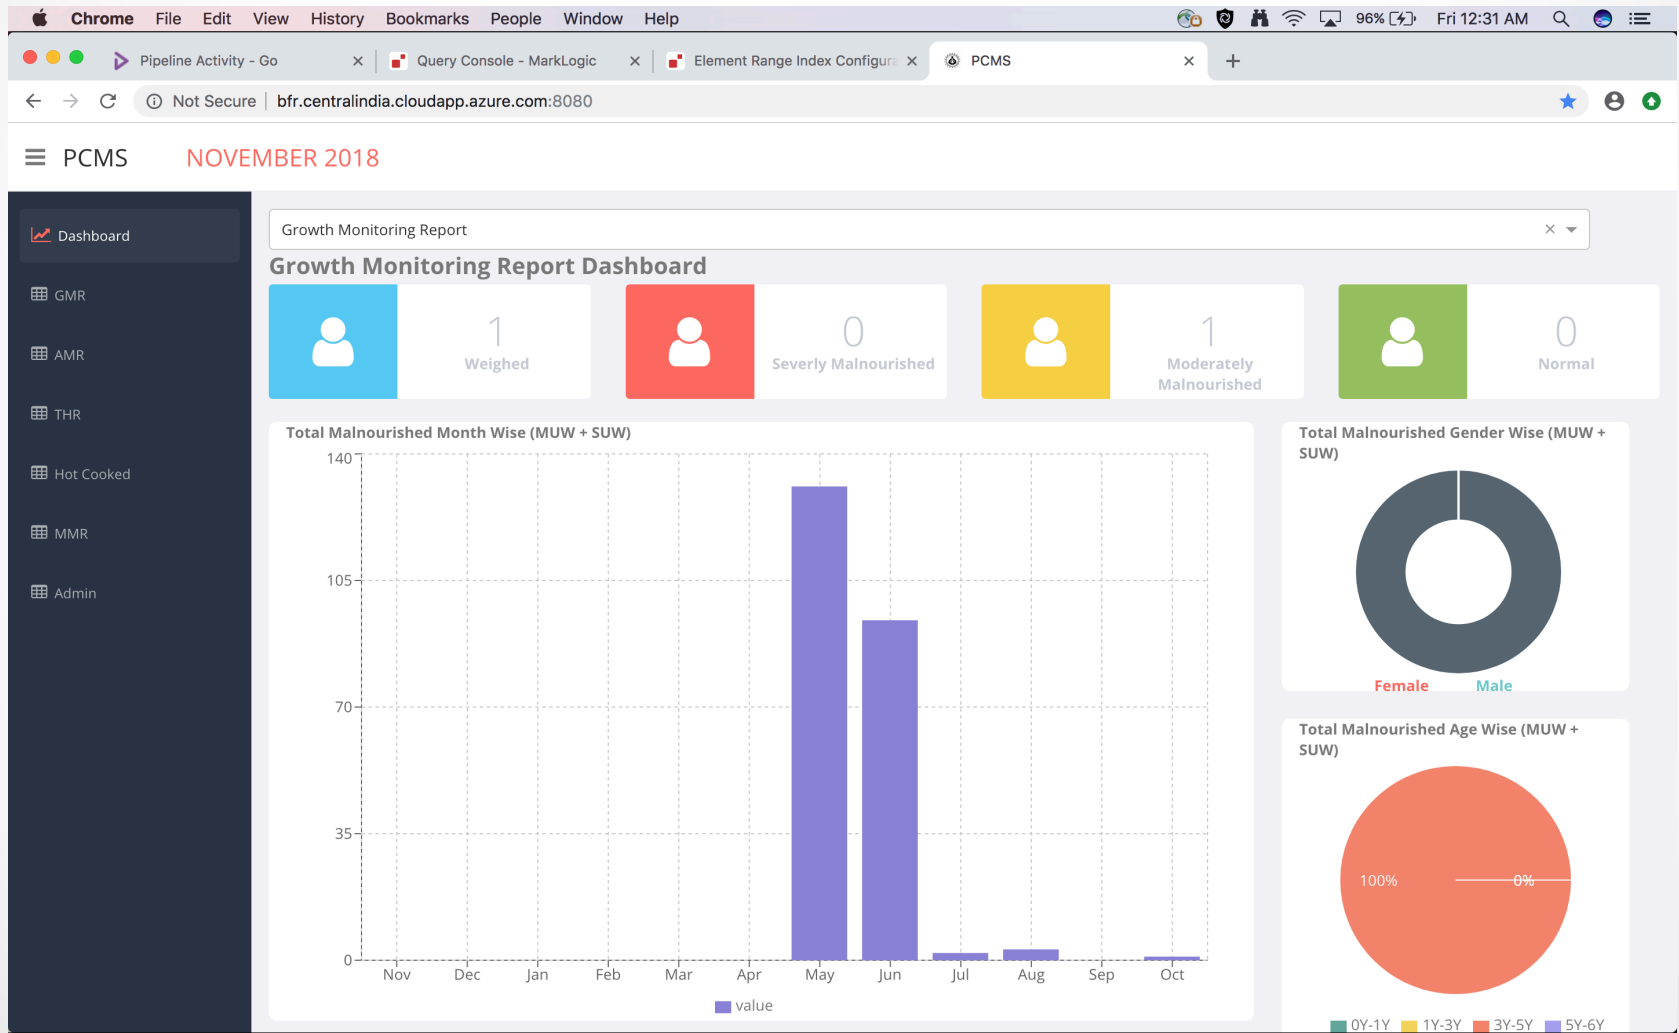 Chrome File Edit View History Bookmarks People Window Help 96% Fri 12:31 AM
Pipeline Activity - Go Query Console - MarkLogic Element Range Index Configura PCMS
Not Secure bfr.centralindia.cloudapp.azure.com:8080
PCMS NOVEMBER 2018
Dashboard
GMR
AMR
THR
Hot Cooked
MMR
Admin
Growth Monitoring Report
Growth Monitoring Report Dashboard
1
Weighed
0
Severly Malnourished
1
Moderately
Malnourished
0
Normal
Total Malnourished Month Wise (MUW + SUW)
140
105
70
35
0
Nov Dec Jan Feb Mar Apr May Jun Jul Aug Sep Oct
value
Total Malnourished Gender Wise (MUW +
SUW)
Female Male
Total Malnourished Age Wise (MUW +
SUW)
100% 0%
0Y-1Y 1Y-3Y 3Y-5Y 5Y-6Y